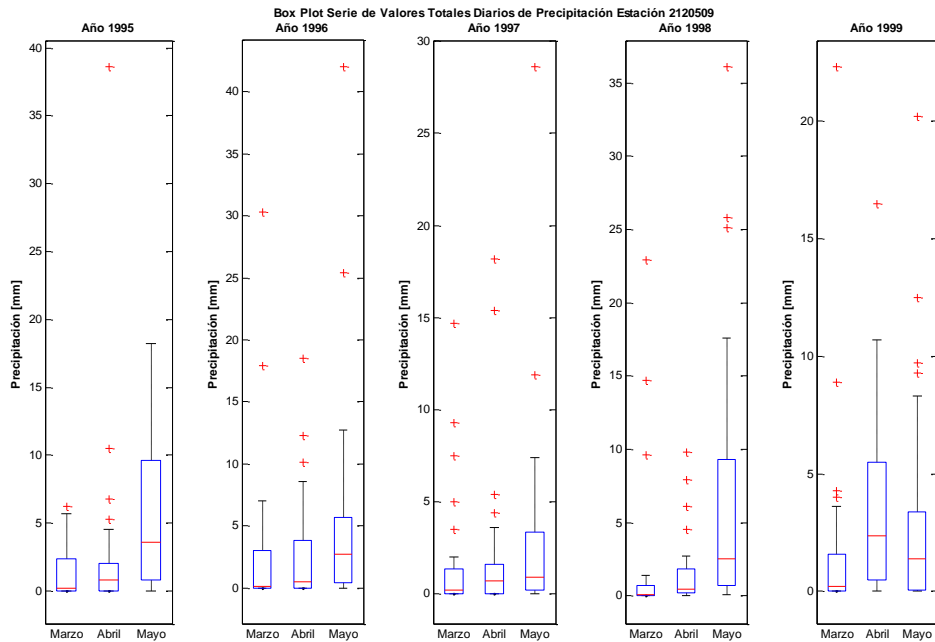 Box Plot Serie de Valores Totales Diarios de Precipitación Estación 2120509
Año 1995
Año 1996
Año 1997
Año 1998
Año 1999
Precipitación [mm]
40
35
30
25
20
15
10
5
0
Marzo Abril Mayo
Precipitación [mm]
40
35
30
25
20
15
10
5
0
Marzo Abril Mayo
Precipitación [mm]
30
25
20
15
10
5
0
Marzo Abril Mayo
Precipitación [mm]
35
30
25
20
15
10
5
0
Marzo Abril Mayo
Precipitación [mm]
20
15
10
5
0
Marzo Abril Mayo